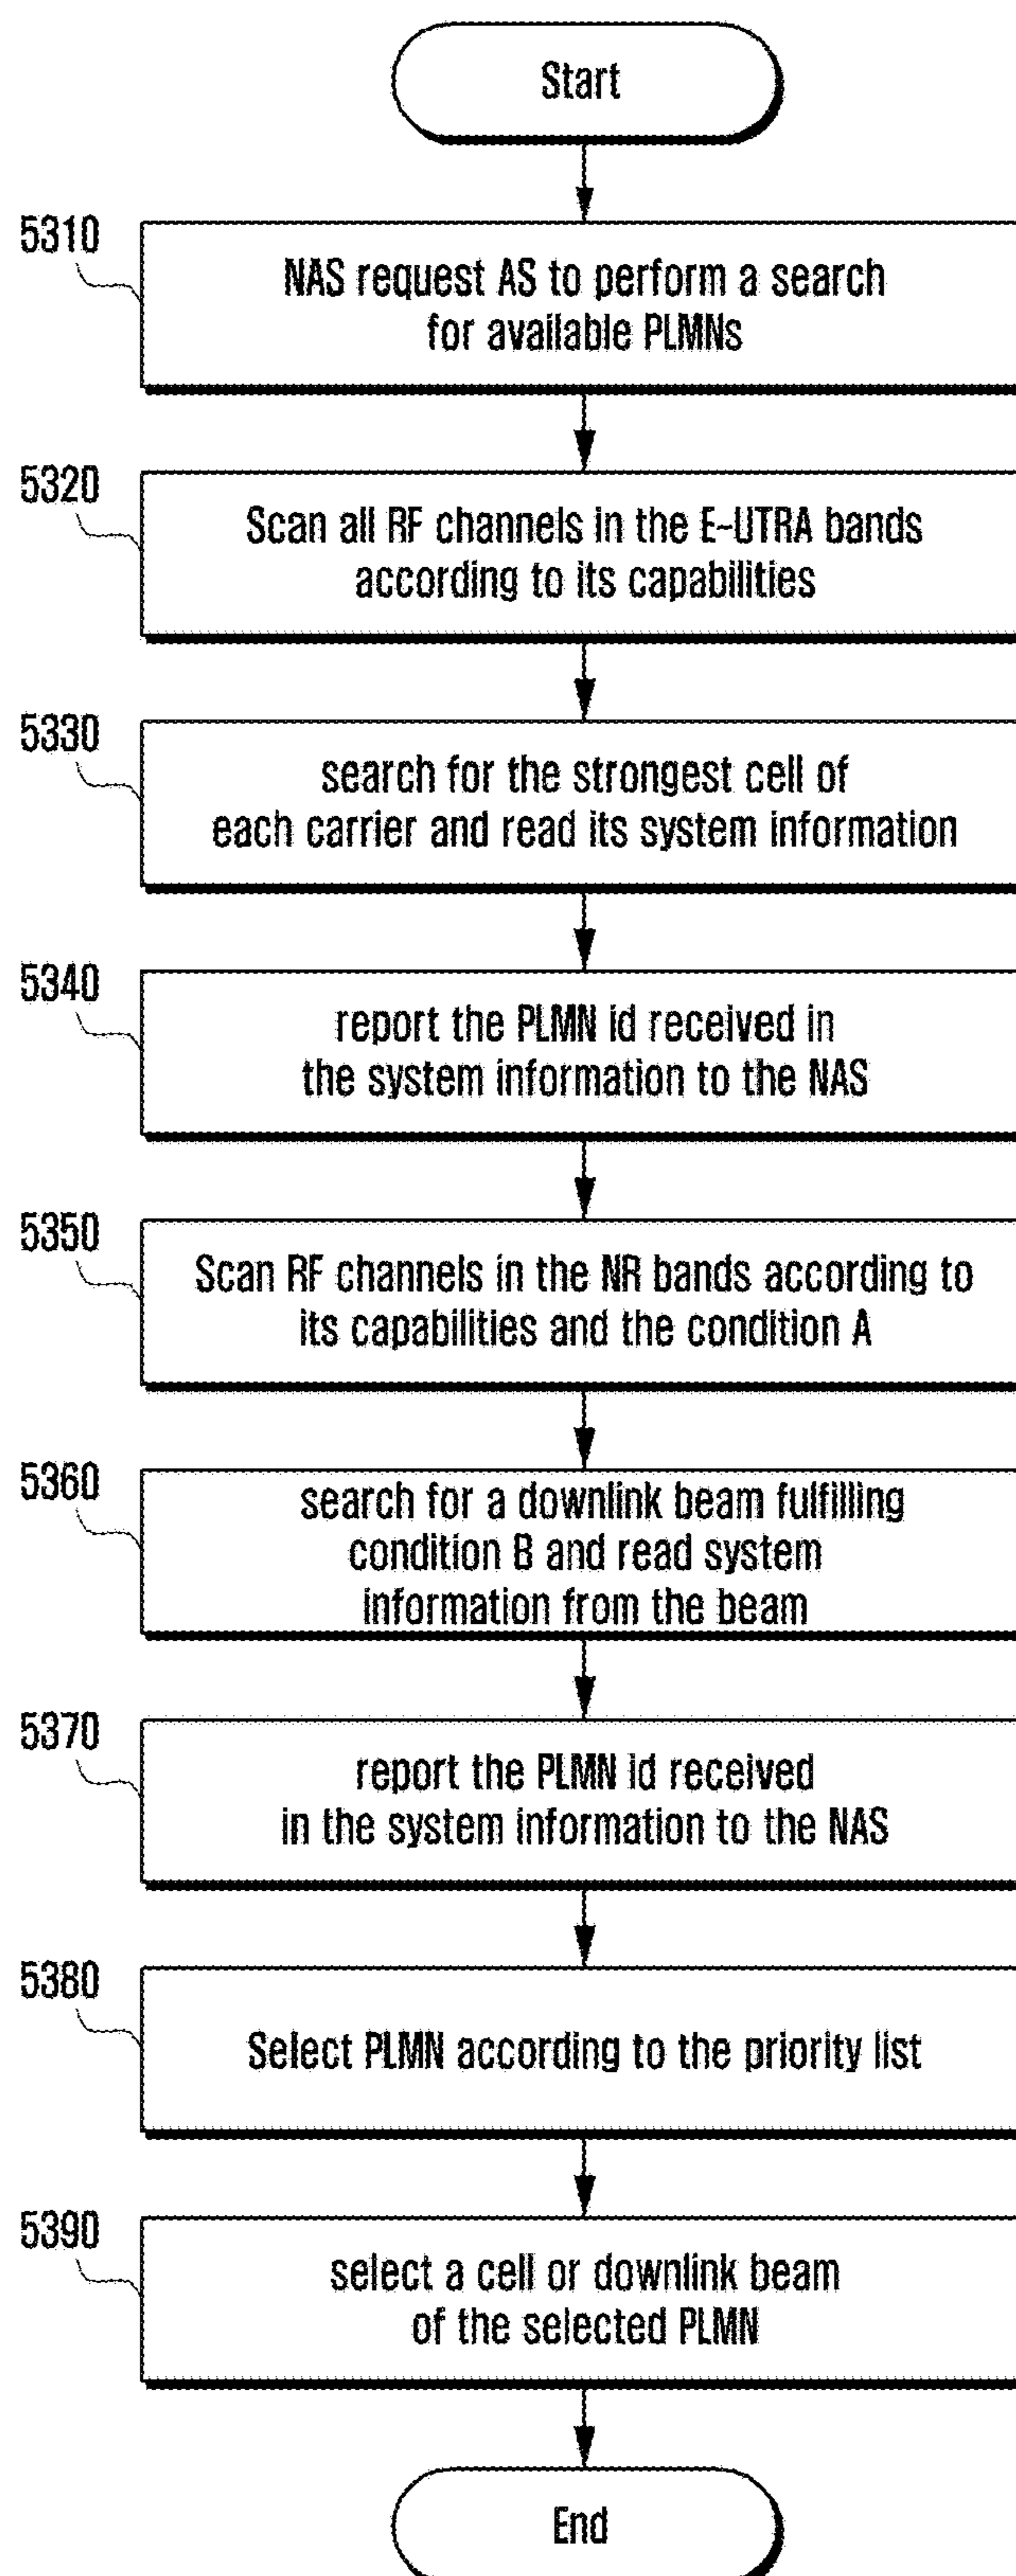 Start
5310
NAS request AS to perform a search
for available PLMNs
5320
Scan all RF channels in the E-UTRA bands
according to its capabilities
5330
search for the strongest cell of
each carrier and read its system information
5340
report the PLMN id received in
the system information to the NAS
5350
Scan RF channels in the NR bands according to
its capabilities and the condition A
5360
search for a downlink beam fulfilling
condition B and read system
information from the beam
5370
report the PLMN id received
in the system information to the NAS
5380
Select PLMN according to the priority list
5390
select a cell or downlink beam
of the selected PLMN
End